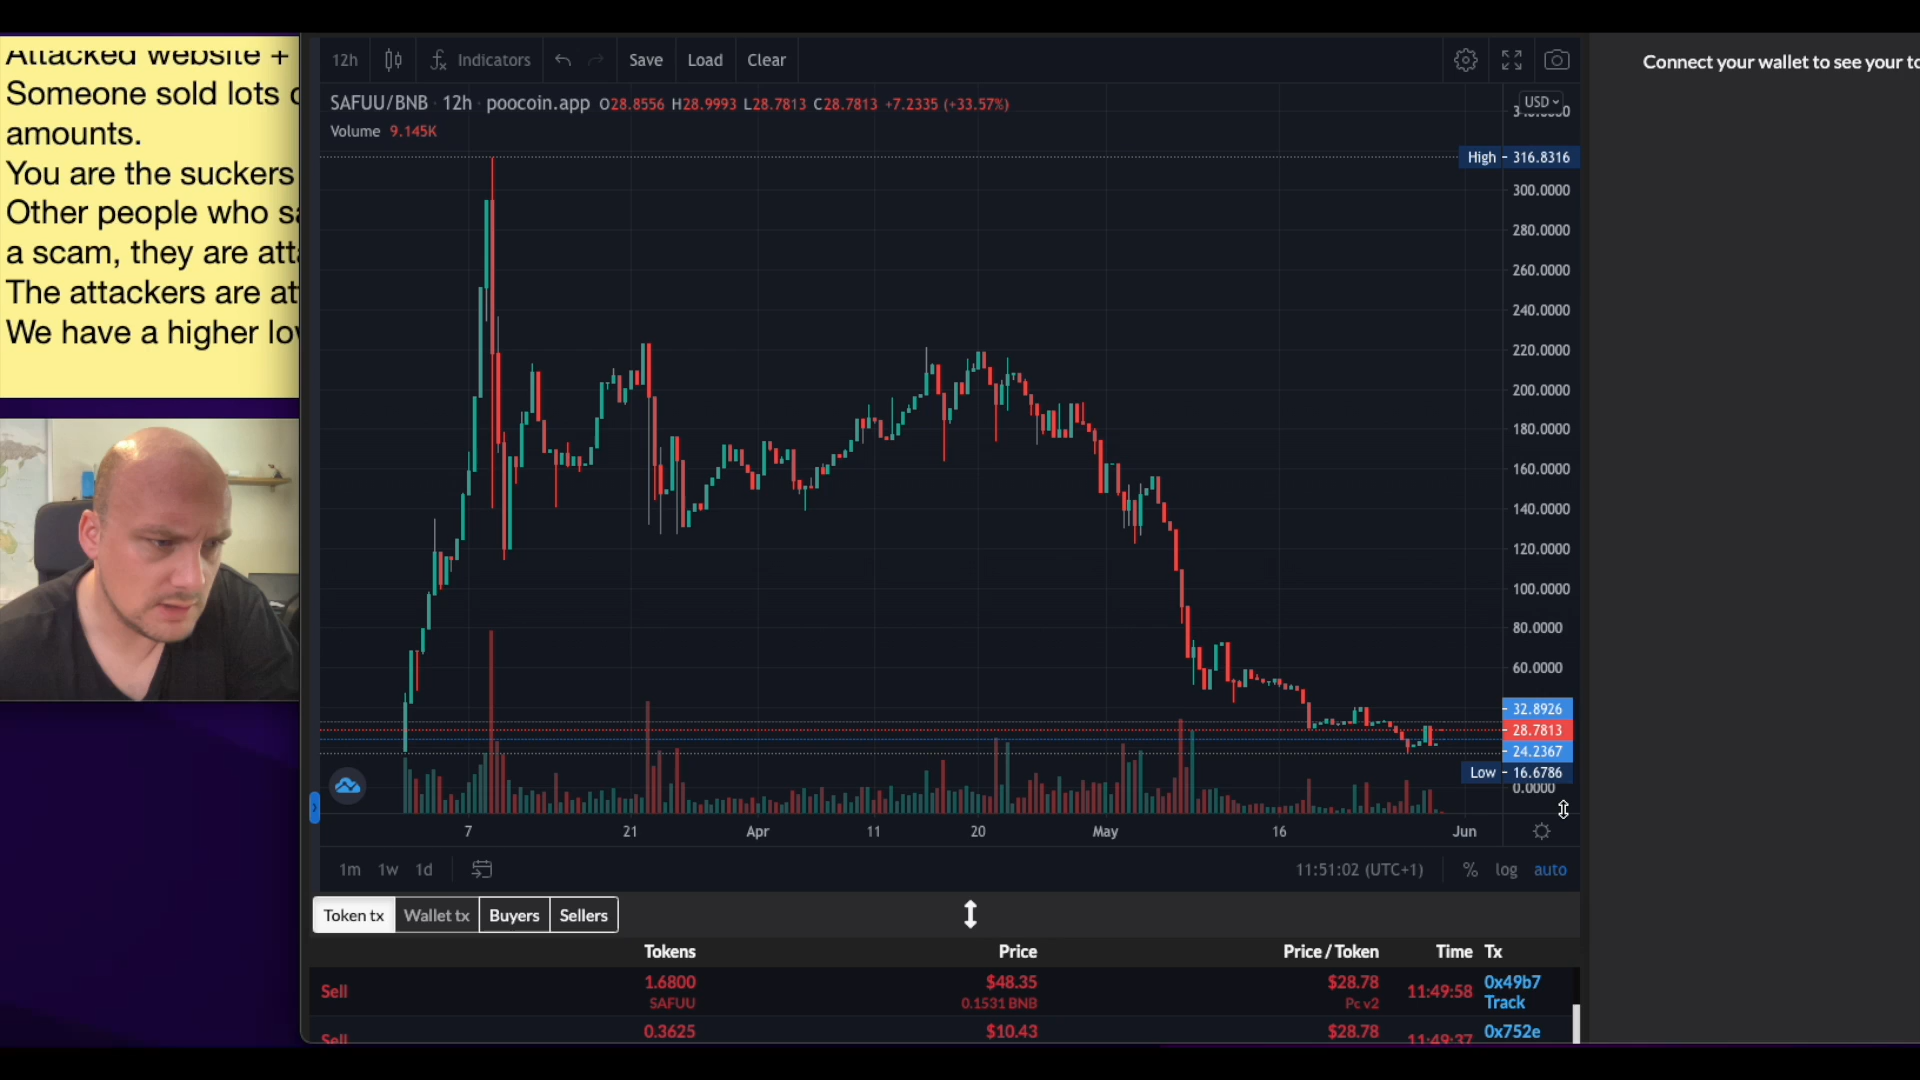 Attacked website +
Someone sold lots
amounts.
You are the suckers
Other people who
a scam, they are
The attackers are
We have a higher
12h
Indicators
Save
Load
Clear
Connect your wallet to see your
SAFUU/BNB · 12h · poocoin.app O28.8556 H28.9993 L28.7813 C28.7813 +7.2335 (+33.57%)
Volume 9.145K
USD
High - 316.8316
300.0000
280.0000
260.0000
240.0000
220.0000
200.0000
180.0000
160.0000
140.0000
120.0000
100.0000
80.0000
60.0000
32.8926
28.7813
24.2367
Low - 16.6786
0.0000
7 21 Apr 11 20 May 16 Jun
1m 1w 1d
11:51:02 (UTC+1) % log auto
Token tx Wallet tx Buyers Sellers
Tokens Price Price / Token Time Tx
Sell 1.6800 $48.35 $28.78 11:49:58 0x49b7
SAFUU 0.1531 BNB Pc v2 Track
Sell 0.3625 $10.43 $28.78 11:49:37 0x752e